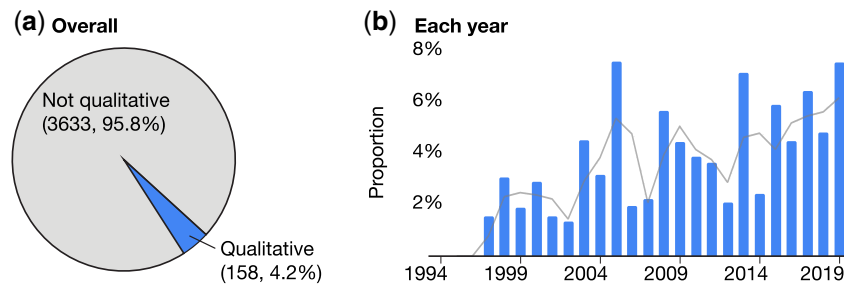 (a) Overall
Not qualitative
(3633, 95.8%)
Qualitative
(158, 4.2%)
(b) Each year
Proportion
8%
6%
4%
2%
1994 1999 2004 2009 2014 2019